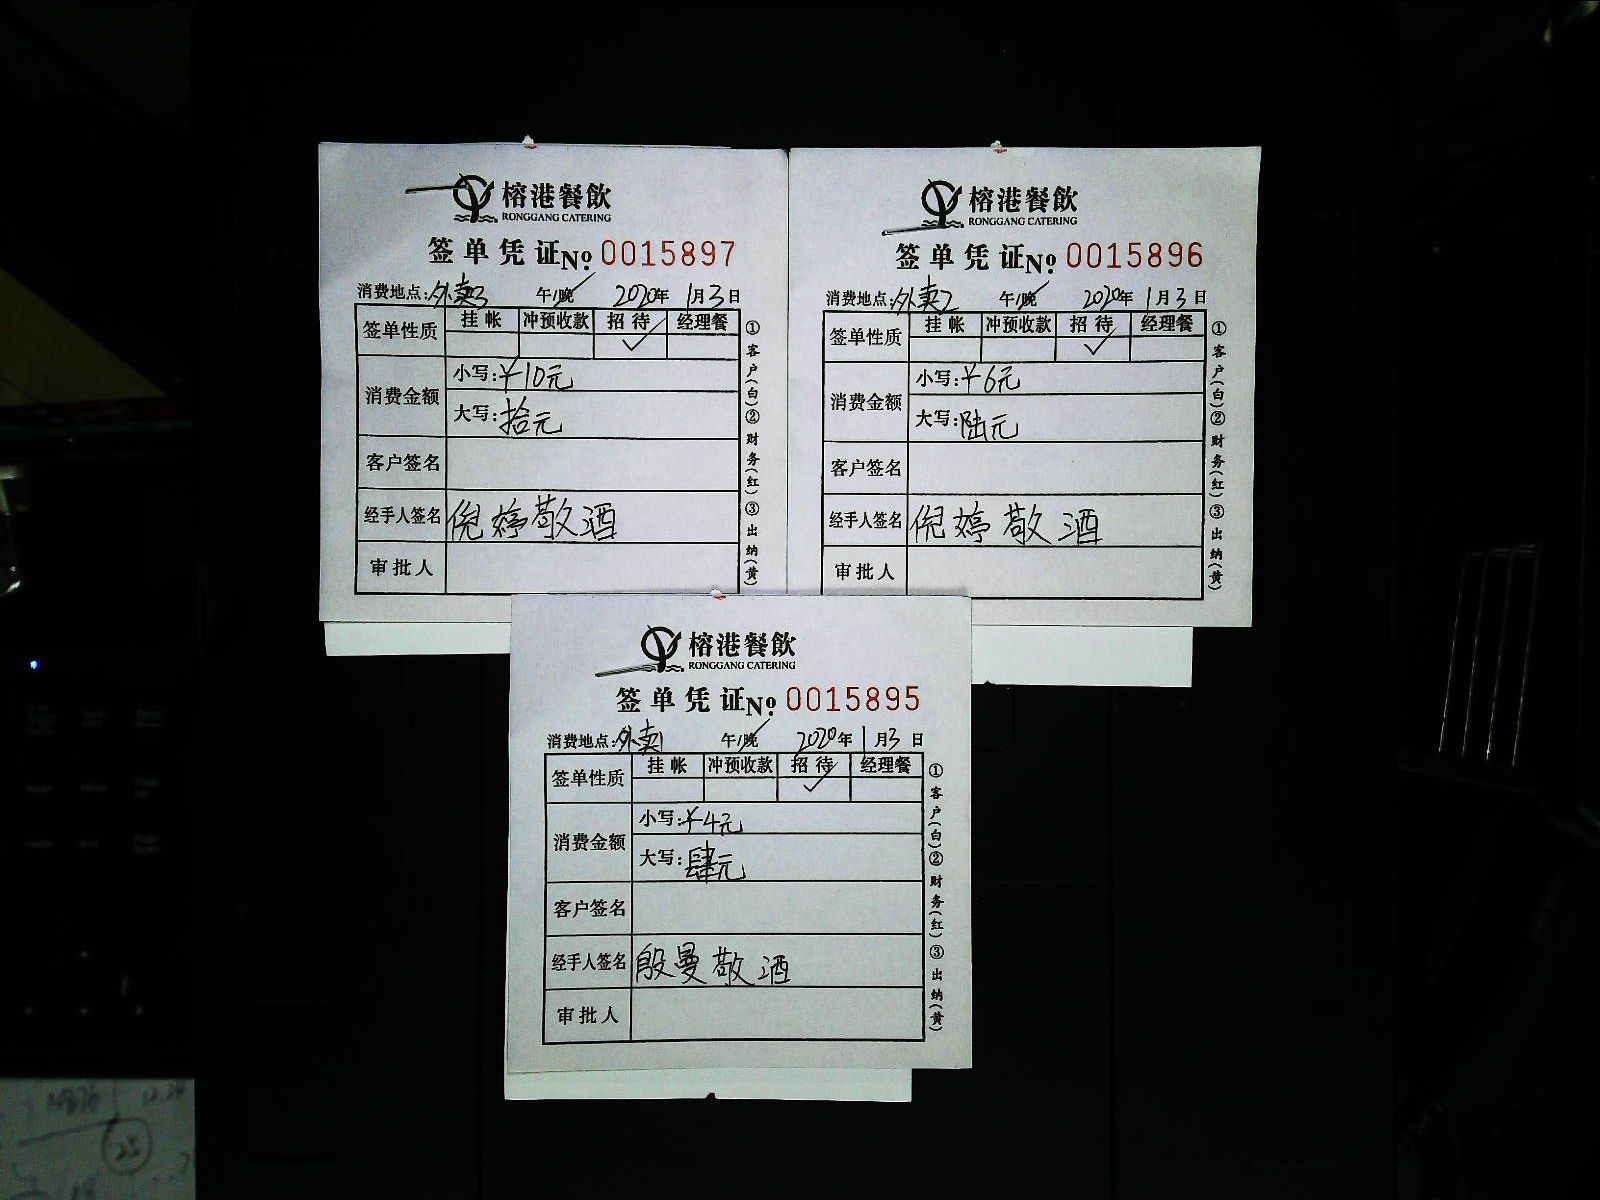 榕港餐飲
RONGGANG CATERING
签单凭证 No. 0015897
消费地点:外卖3 午/晚 2020年1月3日
签单性质 挂帐 冲预收款 招待 经理餐
✓
消费金额 小写:¥10元
大写:拾元
客户签名
经手人签名 倪婷敬酒
审批人
①客户(白)②财务(红)③出纳(黄)
榕港餐飲
RONGGANG CATERING
签单凭证 No. 0015896
消费地点:外卖2 午/晚 2020年1月3日
签单性质 挂帐 冲预收款 招待 经理餐
✓
消费金额 小写:¥6元
大写:陆元
客户签名
经手人签名 倪婷敬酒
审批人
①客户(白)②财务(红)③出纳(黄)
榕港餐飲
RONGGANG CATERING
签单凭证 No. 0015895
消费地点:外卖1 午/晚 2020年1月3日
签单性质 挂帐 冲预收款 招待 经理餐
✓
消费金额 小写:¥4元
大写:肆元
客户签名
经手人签名 殷曼敬酒
审批人
①客户(白)②财务(红)③出纳(黄)
25